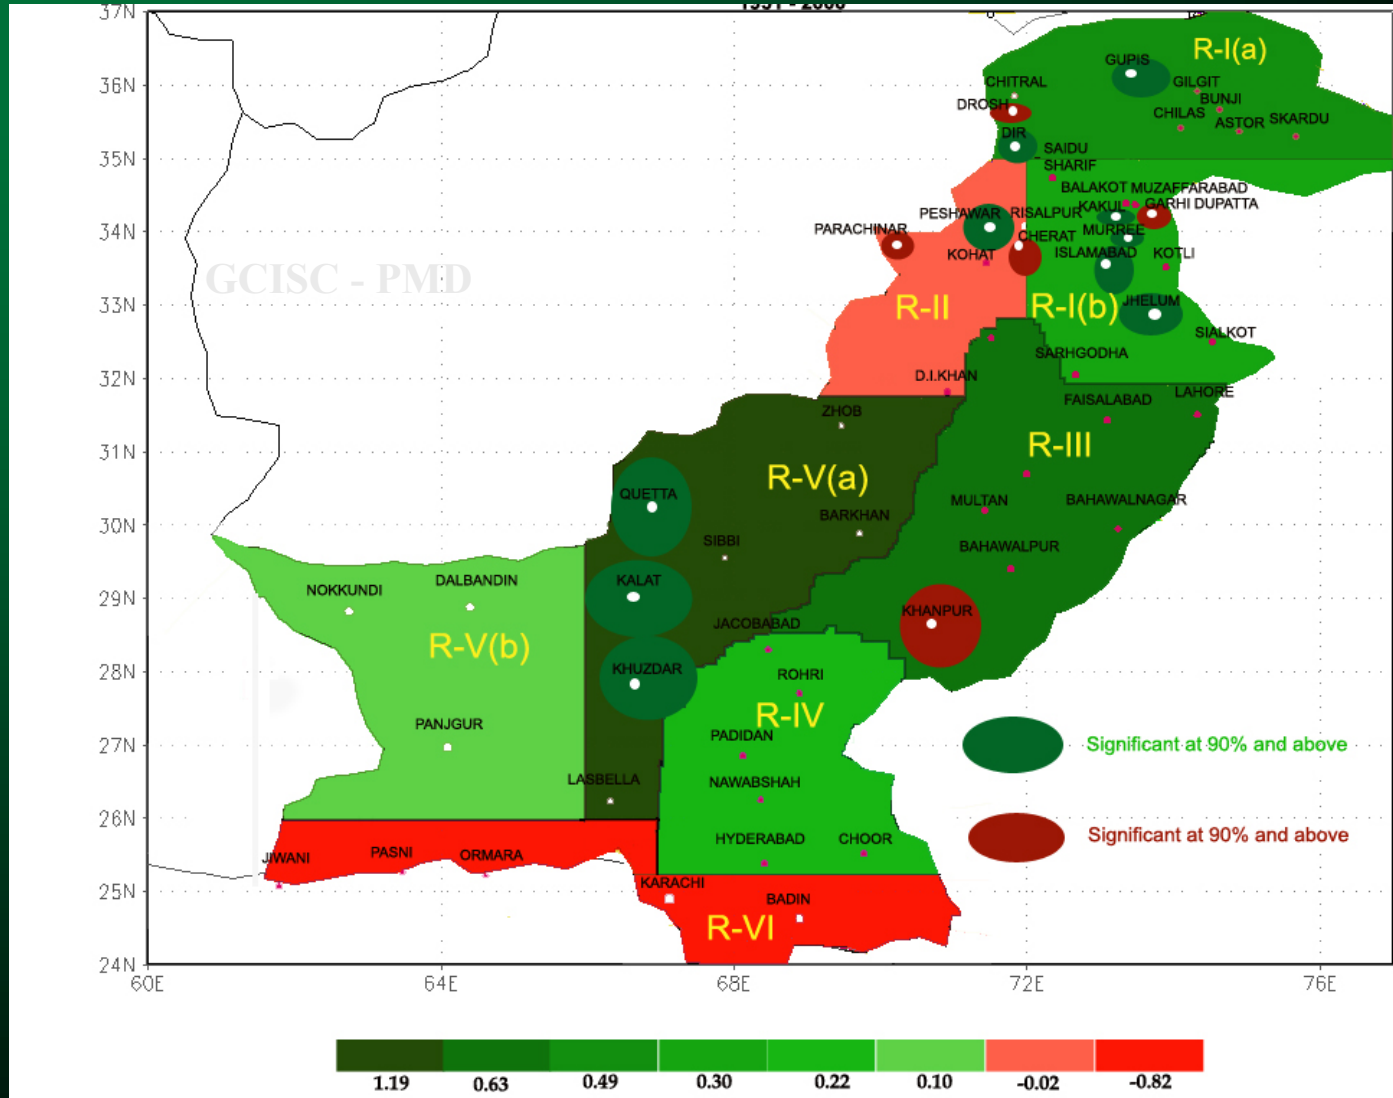 1951 - 2000
37N
36N
35N
34N
33N
32N
31N
30N
29N
28N
27N
26N
25N
24N
60E
64E
68E
72E
76E
GCISC - PMD
R-I(a)
GUPIS
CHITRAL
GILGIT
DROSH
BUNJI
CHILAS
ASTOR
SKARDU
DIR
SAIDU
SHARIF
BALAKOT
MUZAFFARABAD
PESHAWAR
RISALPUR
KAKUL
GARHI DUPATTA
PARACHINAR
CHERAT
MURREE
KOHAT
ISLAMABAD
KOTLI
R-II
R-I(b)
JHELUM
SIALKOT
SARHGODHA
D.I.KHAN
FAISALABAD
LAHORE
ZHOB
R-III
R-V(a)
QUETTA
MULTAN
BAHAWALNAGAR
BARKHAN
SIBBI
BAHAWALPUR
NOKKUNDI
DALBANDIN
KALAT
KHANPUR
JACOBABAD
R-V(b)
KHUZDAR
ROHRI
R-IV
PANJGUR
PADIDAN
Significant at 90% and above
LASBELLA
NAWABSHAH
HYDERABAD
CHOOR
Significant at 90% and above
JIWANI
PASNI
ORMARA
KARACHI
BADIN
R-VI
1.19
0.63
0.49
0.30
0.22
0.10
-0.02
-0.82